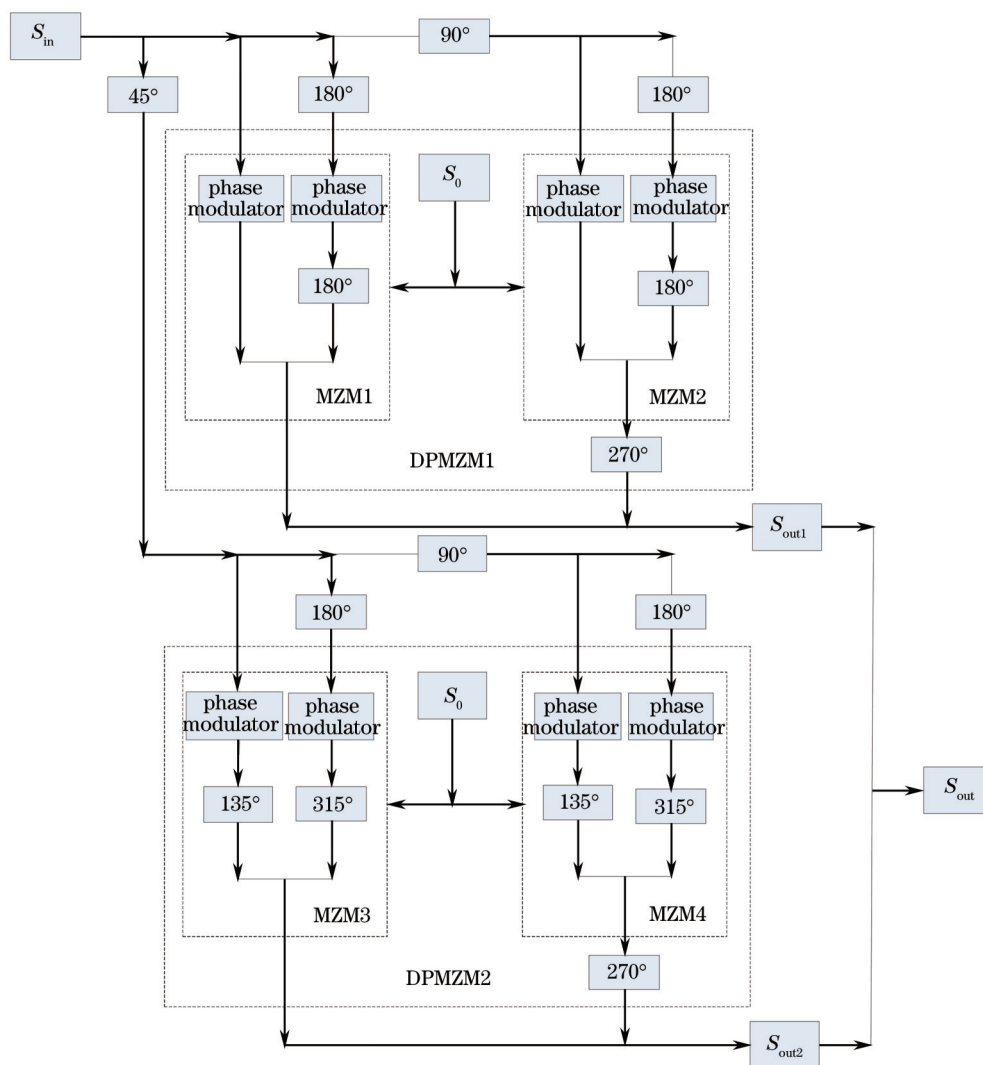 S_in
90°
45°
180°
180°
S_0
phase
modulator
phase
modulator
phase
modulator
phase
modulator
180°
180°
MZM1
MZM2
DPMZM1
270°
S_out1
90°
180°
180°
S_0
phase
modulator
phase
modulator
phase
modulator
phase
modulator
135°
315°
135°
315°
S_out
MZM3
MZM4
DPMZM2
270°
S_out2